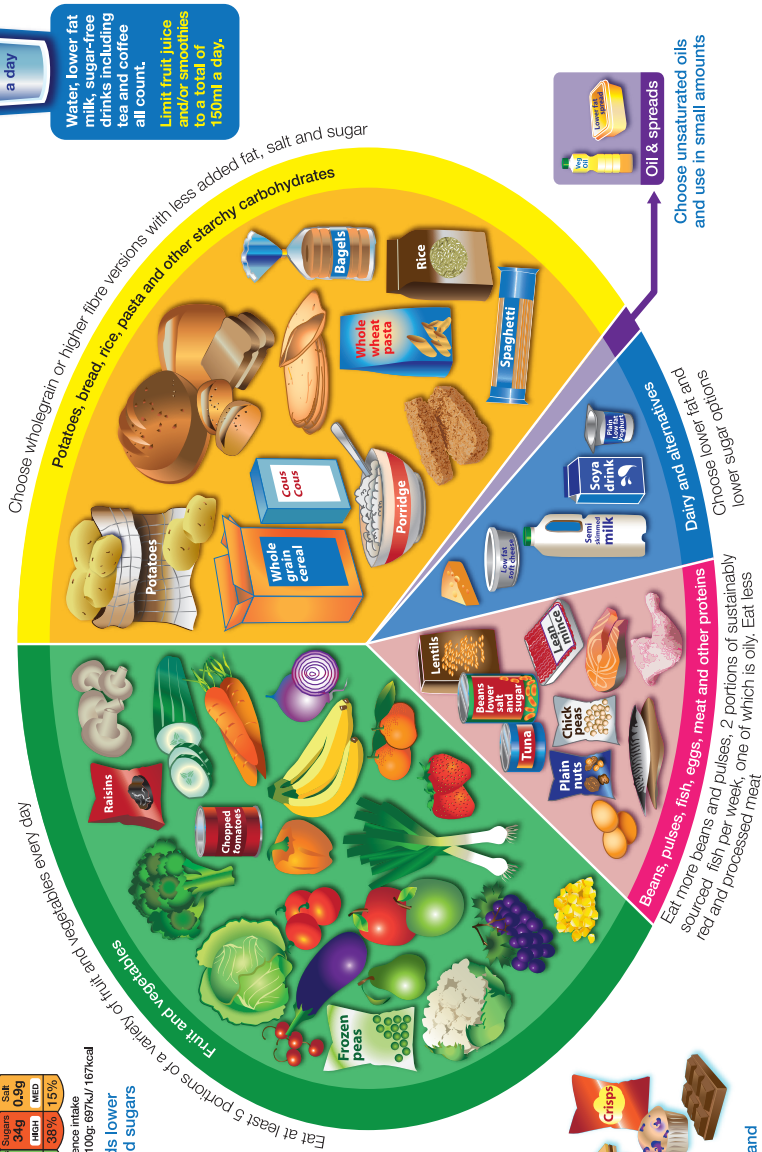 Sugars
34g
HIGH
38%
Salt
0.9g
MED
15%
ence intake
100g: 697kJ/ 167kcal
ds lower
d sugars
a day
Water, lower fat
milk, sugar-free
drinks including
tea and coffee
all count.
Limit fruit juice
and/or smoothies
to a total of
150ml a day.
Eat at least 5 portions of a variety of fruit and vegetables every day
Fruit and vegetables
Raisins
Chopped
tomatoes
Frozen
peas
Choose wholegrain or higher fibre versions with less added fat, salt and sugar
Potatoes, bread, rice, pasta and other starchy carbohydrates
Potatoes
Whole
grain
cereal
Cous
Cous
Porridge
Whole
wheat
pasta
Bagels
Rice
Spaghetti
Lentils
Beans
lower
salt
and
sugar
Tuna
Lean
mince
Chick
peas
Plain
nuts
Beans, pulses, fish, eggs, meat and other proteins
Eat more beans and pulses, 2 portions of sustainably
sourced fish per week, one of which is oily. Eat less
red and processed meat
Low fat
soft cheese
Semi
skimmed
milk
Soya
drink
Plain
Low fat
yoghurt
Dairy and alternatives
Choose lower fat and
lower sugar options
Veg
Oil
Lower fat
spread
Oil & spreads
Choose unsaturated oils
and use in small amounts
Crisps
and